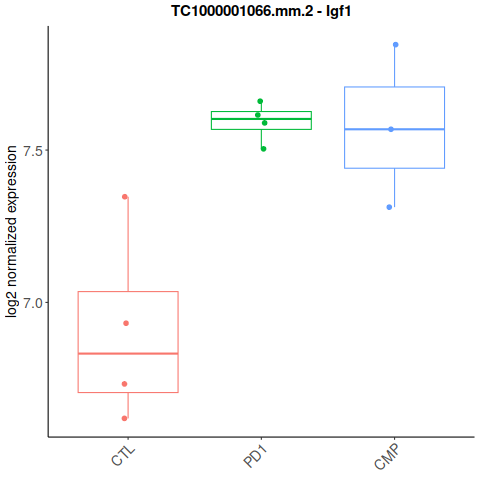 TC1000001066.mm.2 - Igf1
log2 normalized expression
7.5
7.0
CTL
PD1
CMP